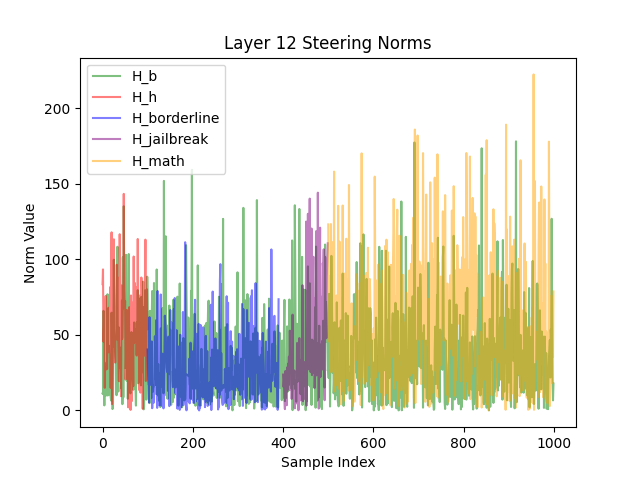 Layer 12 Steering Norms
H_b
H_h
H_borderline
H_jailbreak
H_math
Norm Value
200
150
100
50
0
0 200 400 600 800 1000
Sample Index